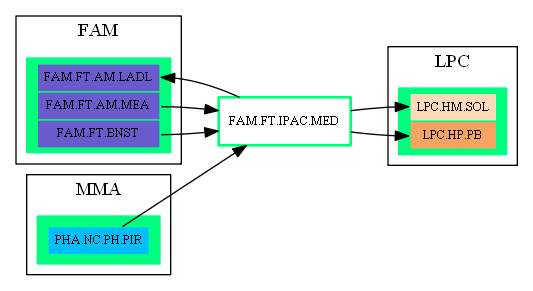 FAM
FAM.FT.AM.LADL
FAM.FT.AM.MEA
FAM.FT.BNST
MMA
PHA.NC.PH.PIR
FAM.FT.IPAC.MED
LPC
LPC.HM.SOL
LPC.HP.PB